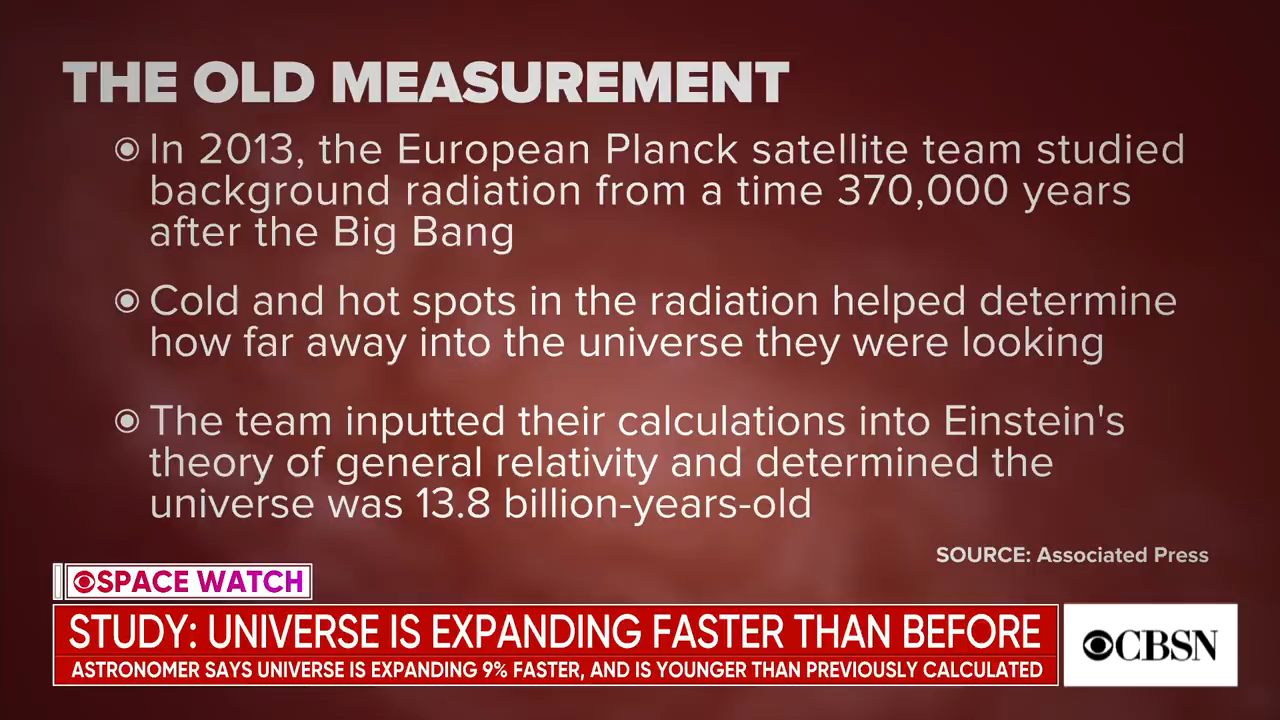 THE OLD MEASUREMENT
In 2013, the European Planck satellite team studied
background radiation from a time 370,000 years
after the Big Bang
Cold and hot spots in the radiation helped determine
how far away into the universe they were looking
The team inputted their calculations into Einstein's
theory of general relativity and determined the
universe was 13.8 billion-years-old
SOURCE: Associated Press
SPACE WATCH
STUDY: UNIVERSE IS EXPANDING FASTER THAN BEFORE
ASTRONOMER SAYS UNIVERSE IS EXPANDING 9% FASTER, AND IS YOUNGER THAN PREVIOUSLY CALCULATED
CBSN